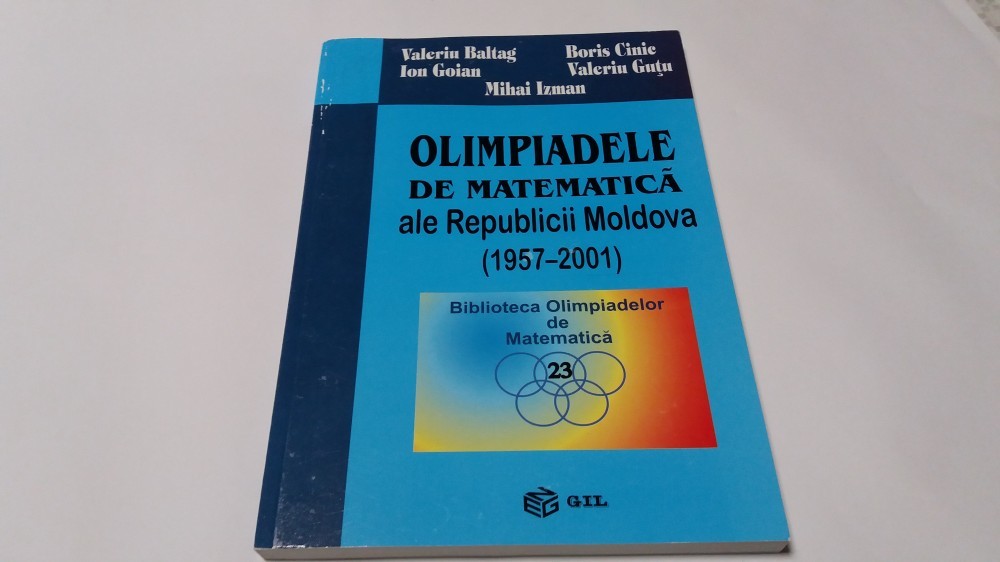 Valeriu Baltag Boris Cinic
Ion Goian Valeriu Guțu
Mihai Izman
OLIMPIADELE
DE MATEMATICĂ
ale Republicii Moldova
(1957–2001)
Biblioteca Olimpiadelor
de
Matematică
23
GIL